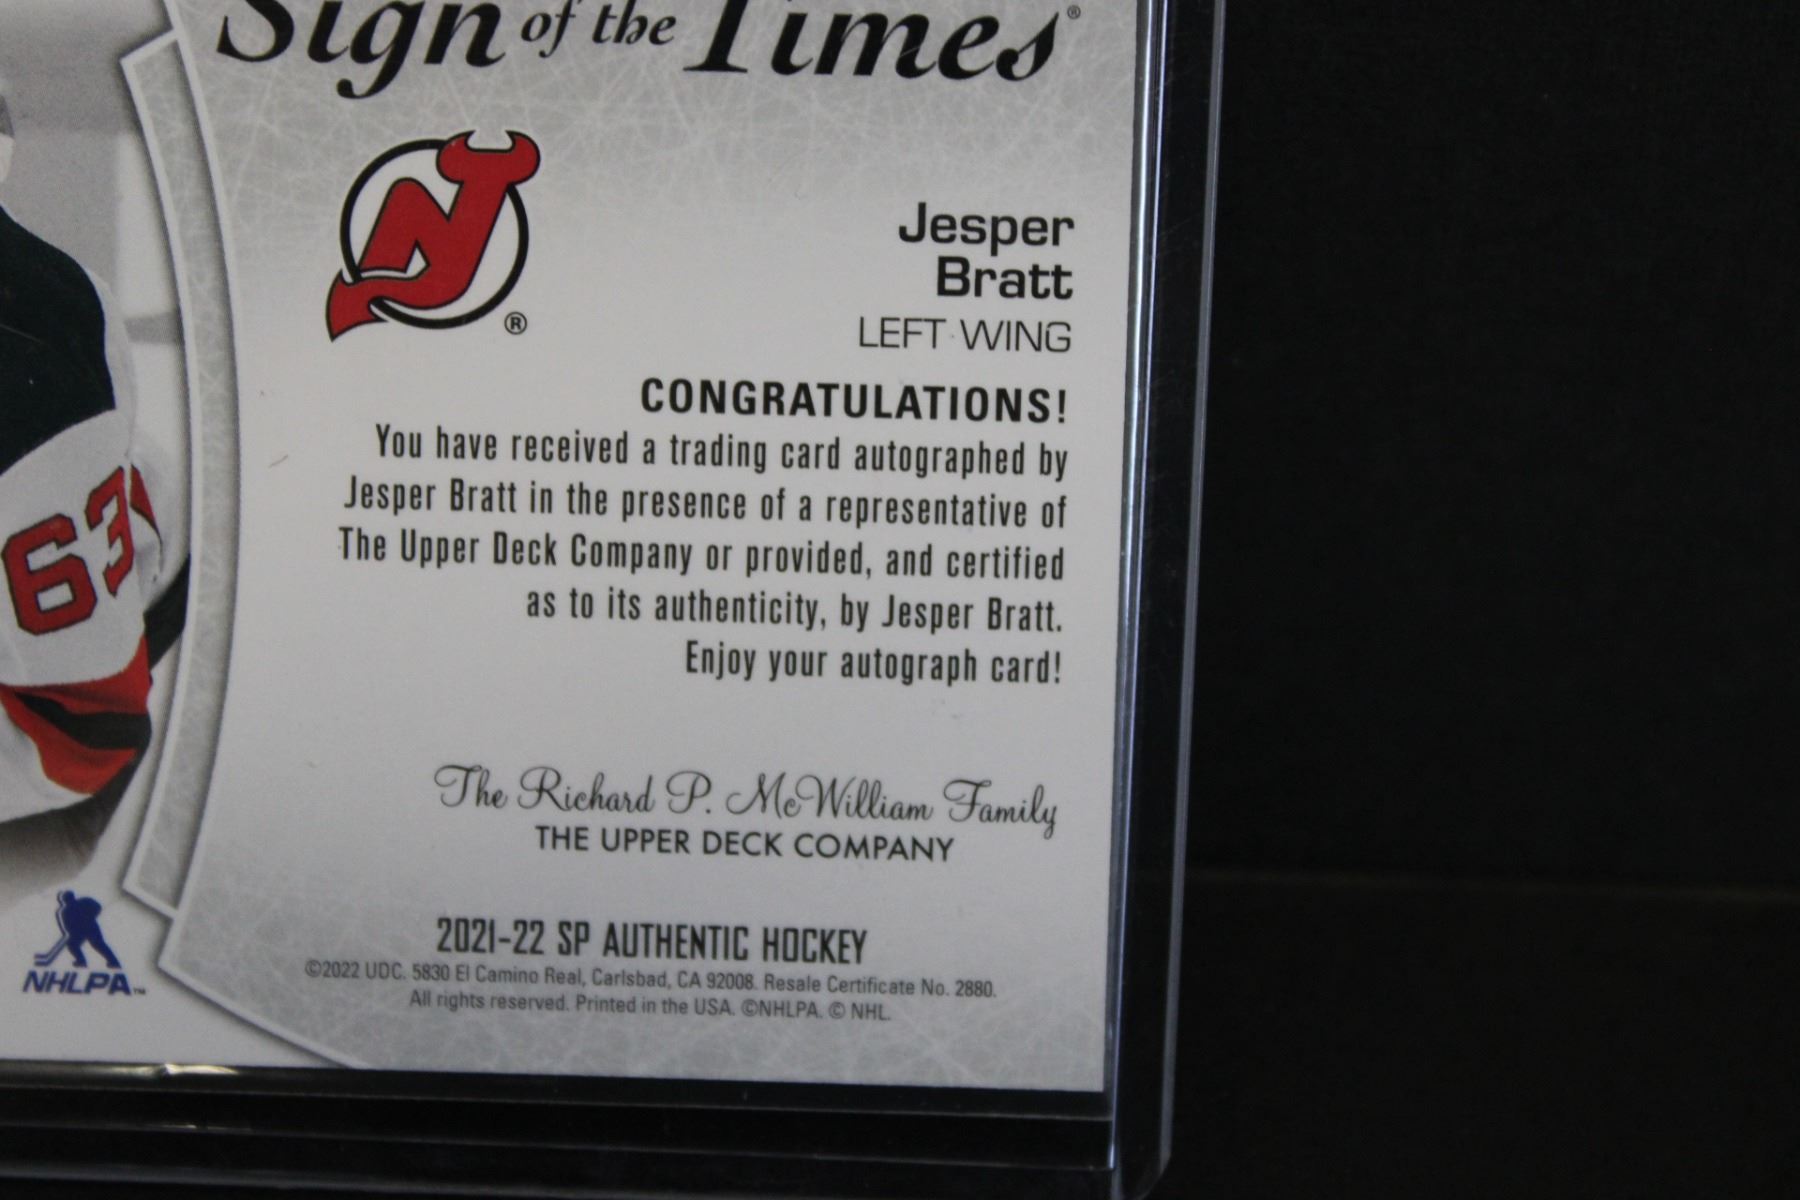 Sign of the Times®
®
Jesper
Bratt
LEFT WING
CONGRATULATIONS!
You have received a trading card autographed by
Jesper Bratt in the presence of a representative of
The Upper Deck Company or provided, and certified
as to its authenticity, by Jesper Bratt.
Enjoy your autograph card!
63
The Richard P. McWilliam Family
THE UPPER DECK COMPANY
2021-22 SP AUTHENTIC HOCKEY
©2022 UDC. 5830 El Camino Real, Carlsbad, CA 92008. Resale Certificate No. 2880.
All rights reserved. Printed in the USA. ©NHLPA. © NHL.
NHLPA™